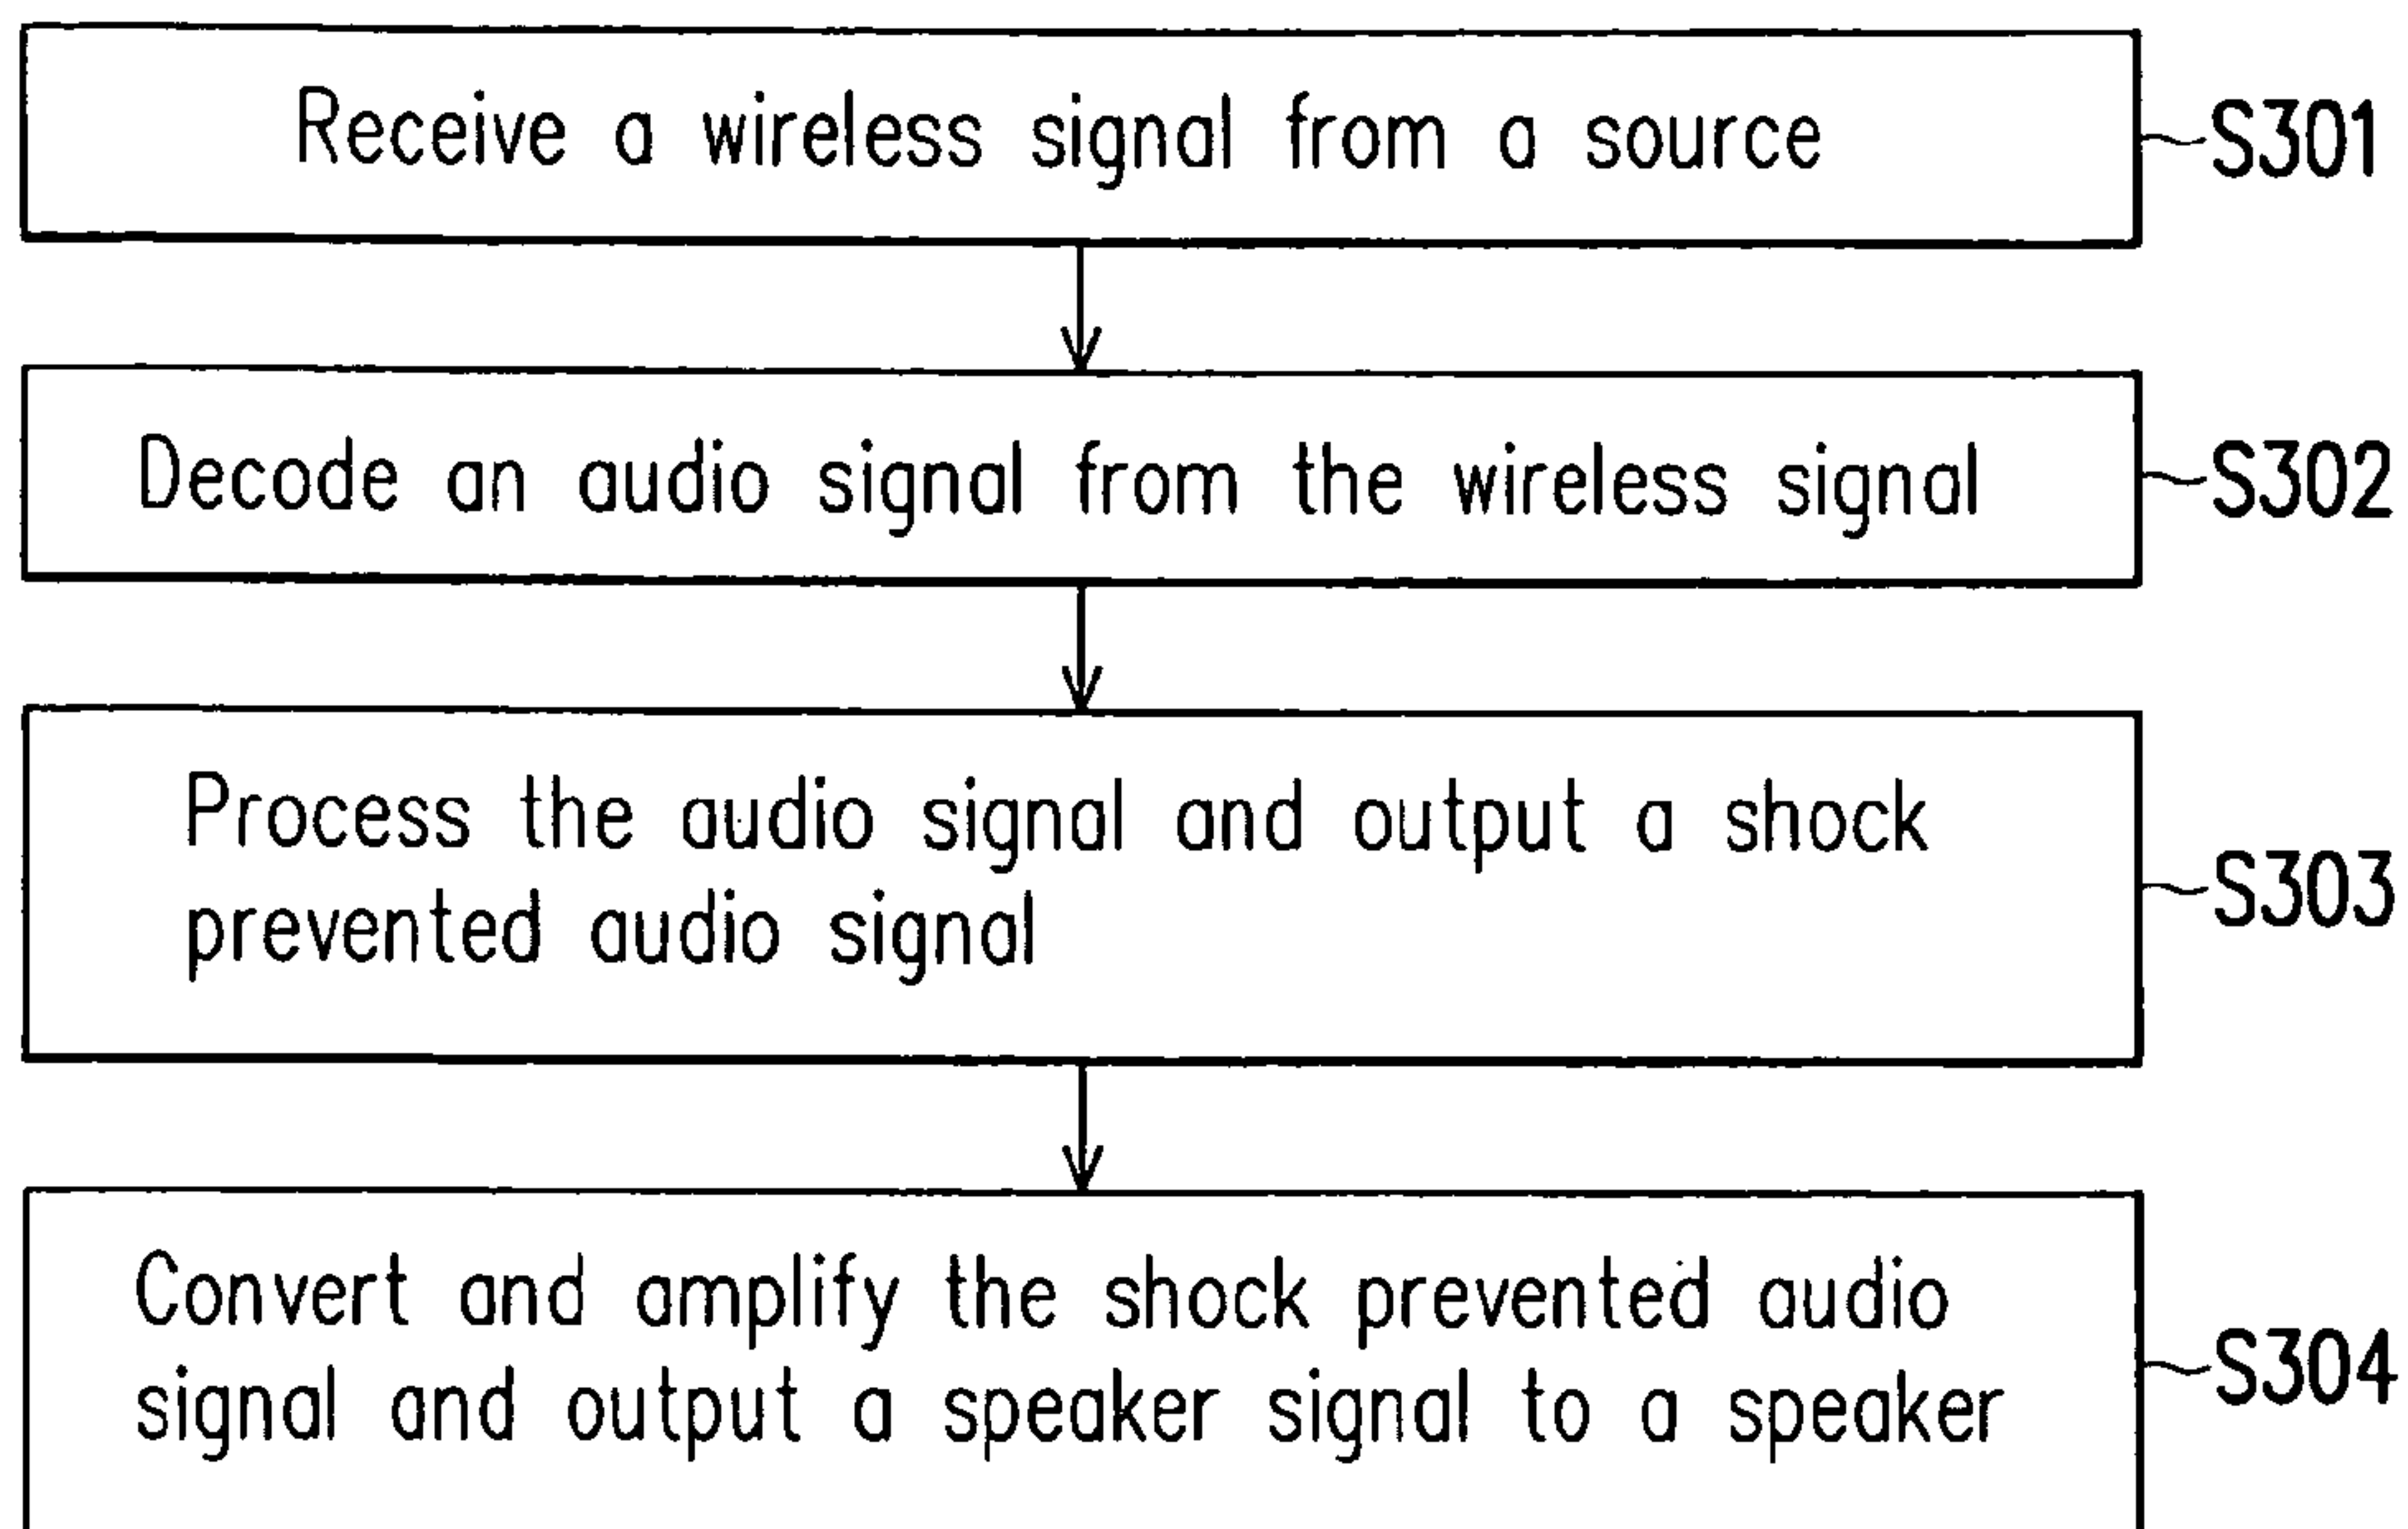 Receive a wireless signal from a source
S301
Decode an audio signal from the wireless signal
S302
Process the audio signal and output a shock
prevented audio signal
S303
Convert and amplify the shock prevented audio
signal and output a speaker signal to a speaker
S304